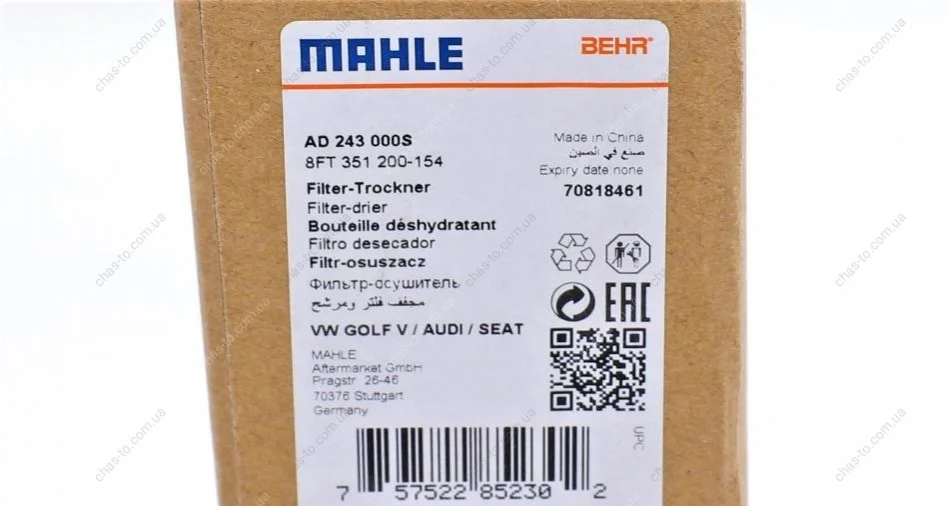 MAHLE
BEHR®
AD 243 000S
8FT 351 200-154
Made in China
صنع في الصين
Expiry date none
70818461
Filter-Trockner
Filter-drier
Bouteille déshydratant
Filtro desecador
Filtr-osuszacz
Фильтр-осушитель
مجفف فلتر ومرشح
VW GOLF V / AUDI / SEAT
EAC
MAHLE
Aftermarket GmbH
Pragstr. 26-46
70376 Stuttgart
Germany
UPC
7 57522 85230 2
chas-to.com.ua